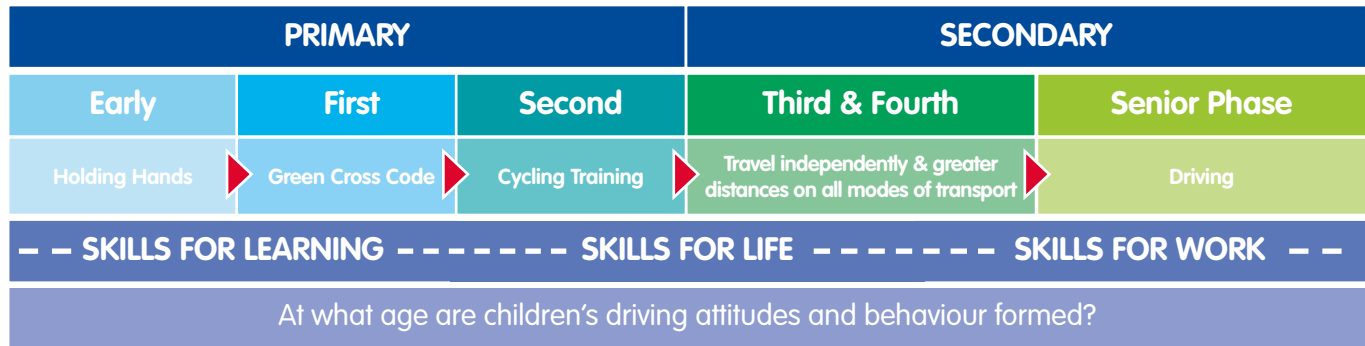 PRIMARY
SECONDARY
Early
First
Second
Third & Fourth
Senior Phase
Holding Hands
Green Cross Code
Cycling Training
Travel independently & greater
distances on all modes of transport
Driving
– – SKILLS FOR LEARNING – – – – – – – SKILLS FOR LIFE – – – – – – – SKILLS FOR WORK – –
At what age are children’s driving attitudes and behaviour formed?